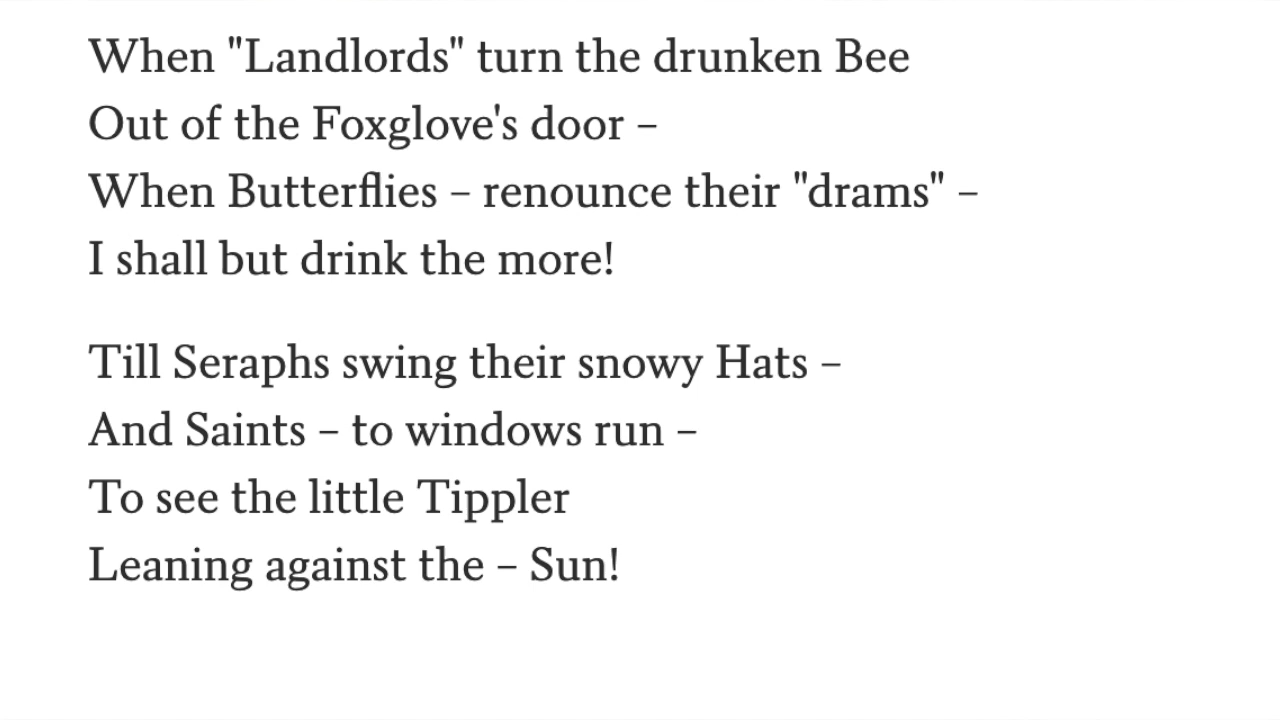 When "Landlords" turn the drunken Bee
Out of the Foxglove's door –
When Butterflies – renounce their "drams" –
I shall but drink the more!
Till Seraphs swing their snowy Hats –
And Saints – to windows run –
To see the little Tippler
Leaning against the – Sun!